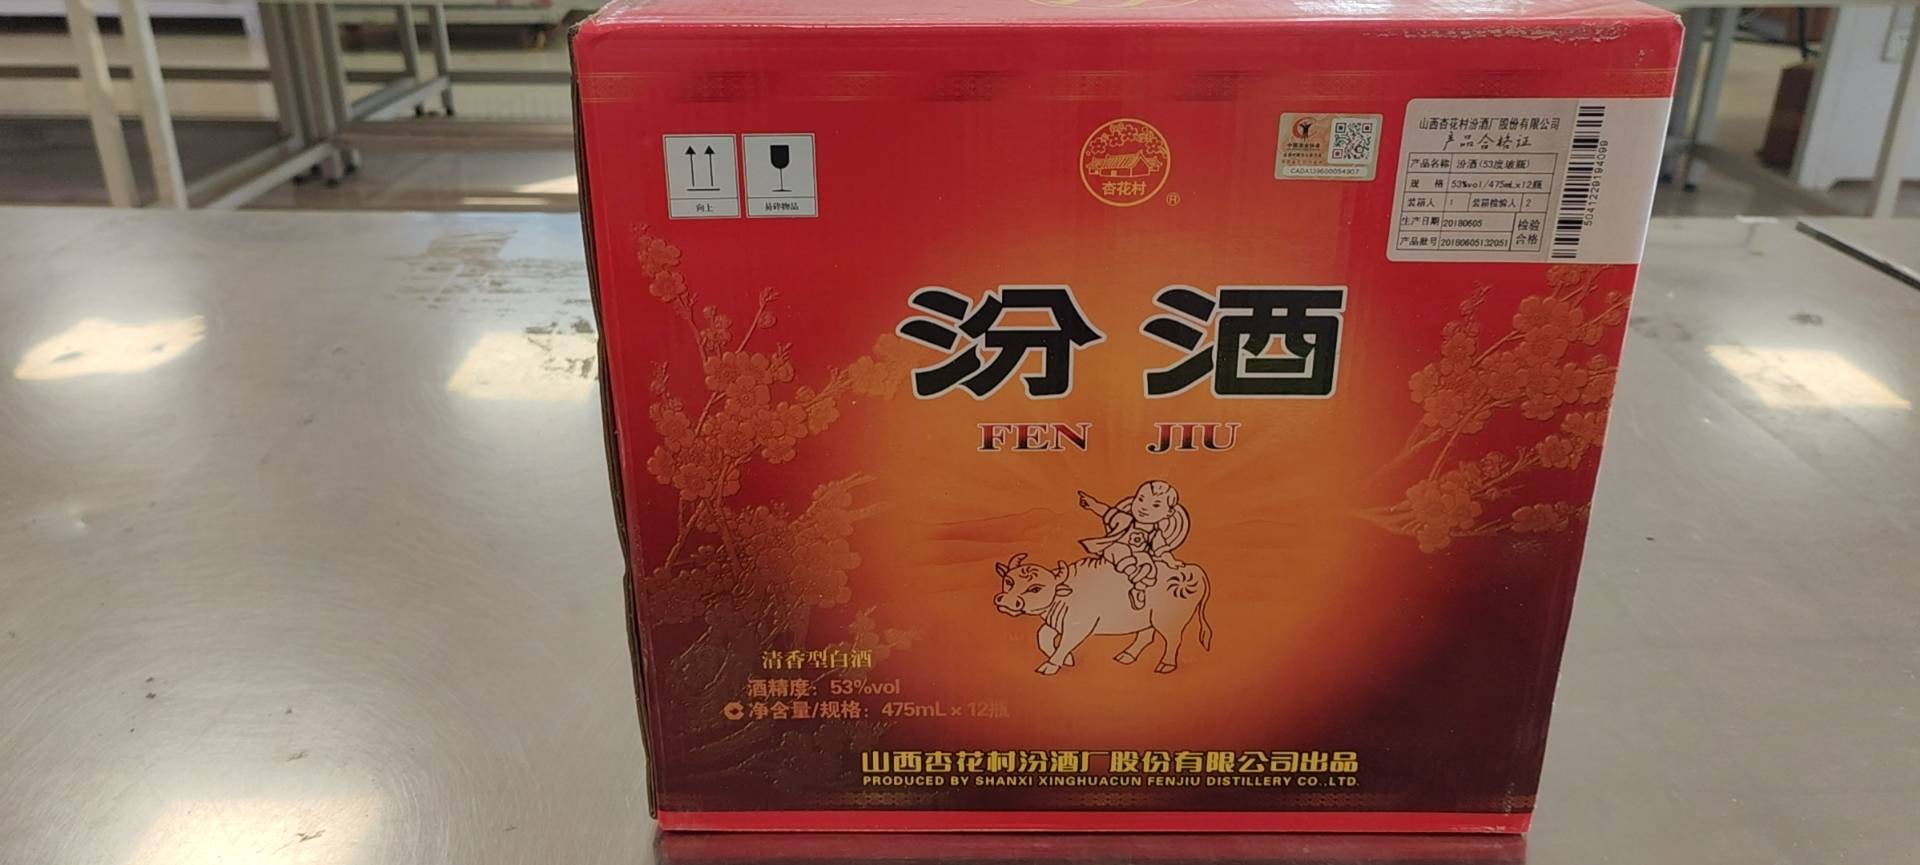 杏花村
®
CADA139600054907
山西杏花村汾酒厂股份有限公司
产品合格证
产品名称 汾酒(53度玻瓶)
规 格 53%vol/475mL×12瓶
装箱人 1 装箱检验人 2
生产日期 20180605 检验
产品批号 20180605132051 合格
向上
易碎物品
汾酒
FEN JIU
清香型白酒
酒精度：53%vol
净含量/规格：475mL×12瓶
山西杏花村汾酒厂股份有限公司出品
PRODUCED BY SHANXI XINGHUACUN FENJIU DISTILLERY CO.,LTD.